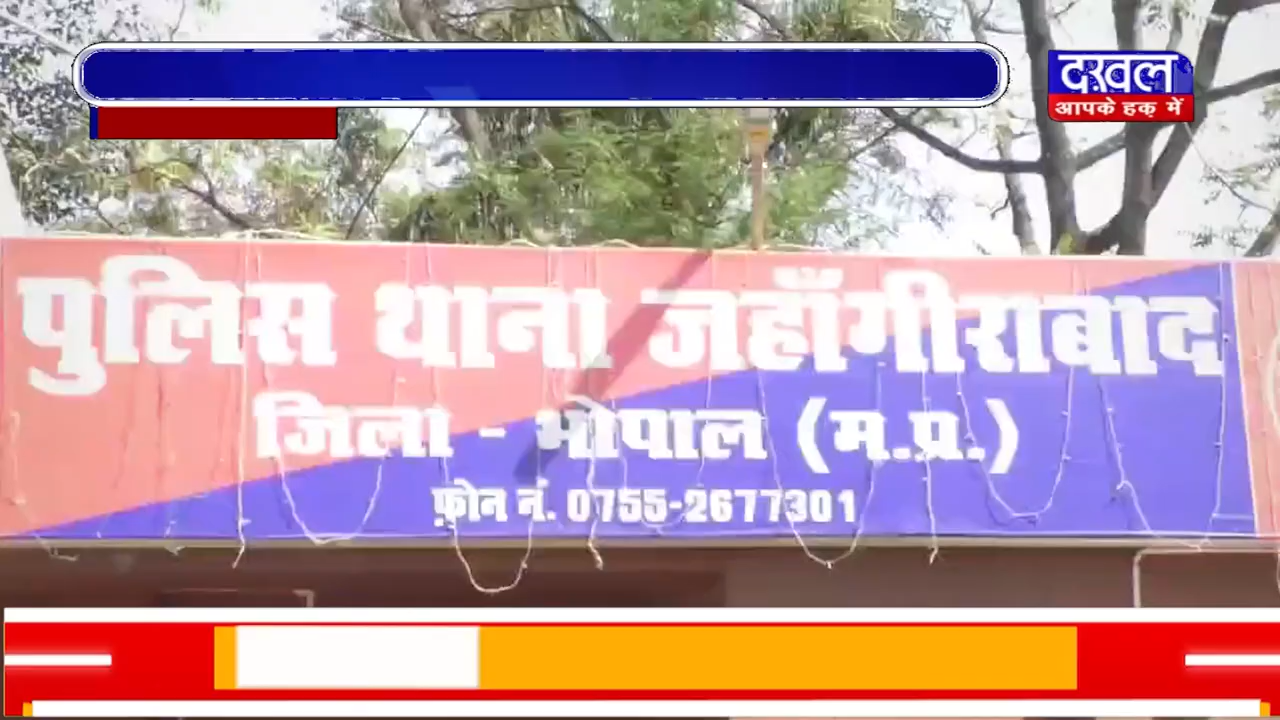 दखल
आपके हक़ में
पुलिस थाना जहाँगीराबाद
जिला - भोपाल (म.प्र.)
फ़ोन नं. 0755-2677301